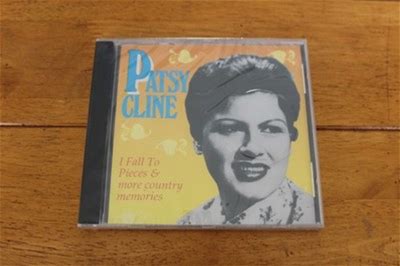 PATSY
CLINE
I Fall To
Pieces &
more country
memories